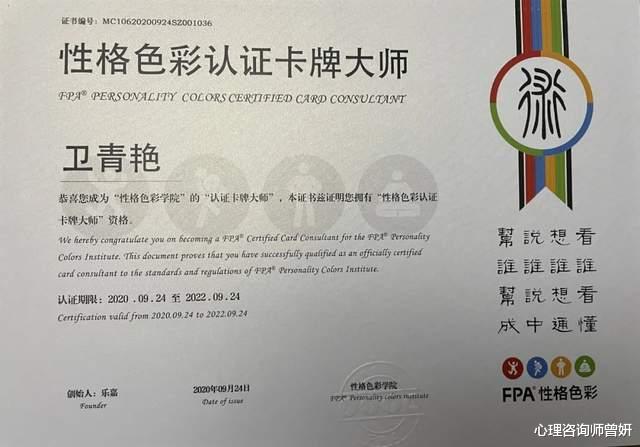 证书编号：MC10620200924SZ001036
性格色彩认证卡牌大师
FPA® PERSONALITY COLORS CERTIFIED CARD CONSULTANT
卫青艳
恭喜您成为“性格色彩学院”的“认证卡牌大师”，本证书兹证明您拥有“性格色彩认证
卡牌大师”资格。
We hereby congratulate you on becoming a FPA® Certified Card Consultant for the FPA® Personality
Colors Institute. This document proves that you have successfully qualified as an officially certified
card consultant to the standards and regulations of FPA® Personality Colors Institute.
认证期限：2020 .09.24 至 2022.09.24
Certification valid from 2020.09.24 to 2022.09.24
幫說想看
誰誰誰誰
幫說想看
成中通懂
FPA®性格色彩
创始人：乐嘉
Founder
2020年09月24日
Date of issue
性格色彩学院
FPA® Personality colors institute
心理咨询师曾妍